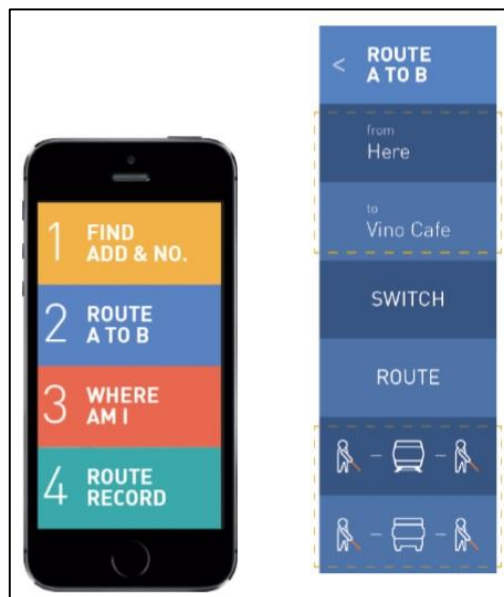 1 FIND
ADD & NO.
2 ROUTE
A TO B
3 WHERE
AM I
4 ROUTE
RECORD
< ROUTE
A TO B
from
Here
to
Vino Cafe
SWITCH
ROUTE